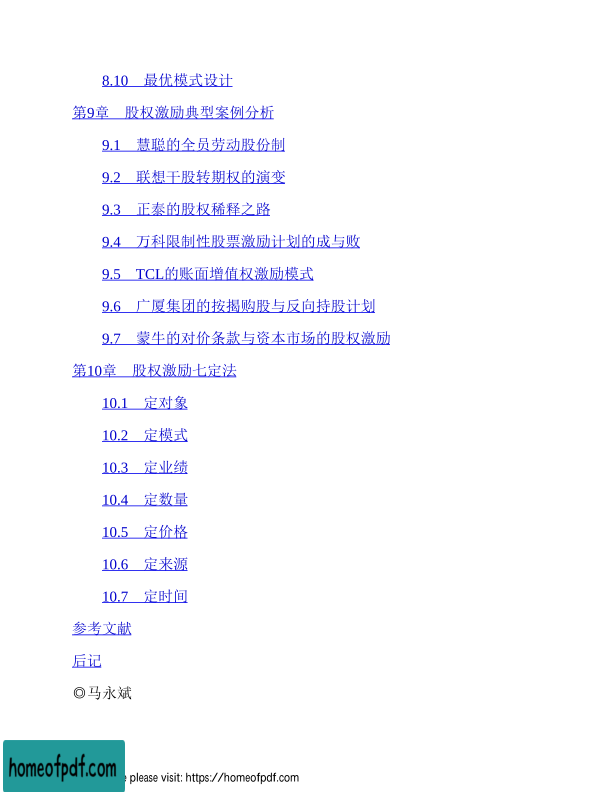 8.10　最优模式设计
第9章　股权激励典型案例分析
9.1　慧聪的全员劳动股份制
9.2　联想干股转期权的演变
9.3　正泰的股权稀释之路
9.4　万科限制性股票激励计划的成与败
9.5　TCL的账面增值权激励模式
9.6　广厦集团的按揭购股与反向持股计划
9.7　蒙牛的对价条款与资本市场的股权激励
第10章　股权激励七定法
10.1　定对象
10.2　定模式
10.3　定业绩
10.4　定数量
10.5　定价格
10.6　定来源
10.7　定时间
参考文献
后记
◎马永斌
homeofpdf.com
e please visit: https://homeofpdf.com